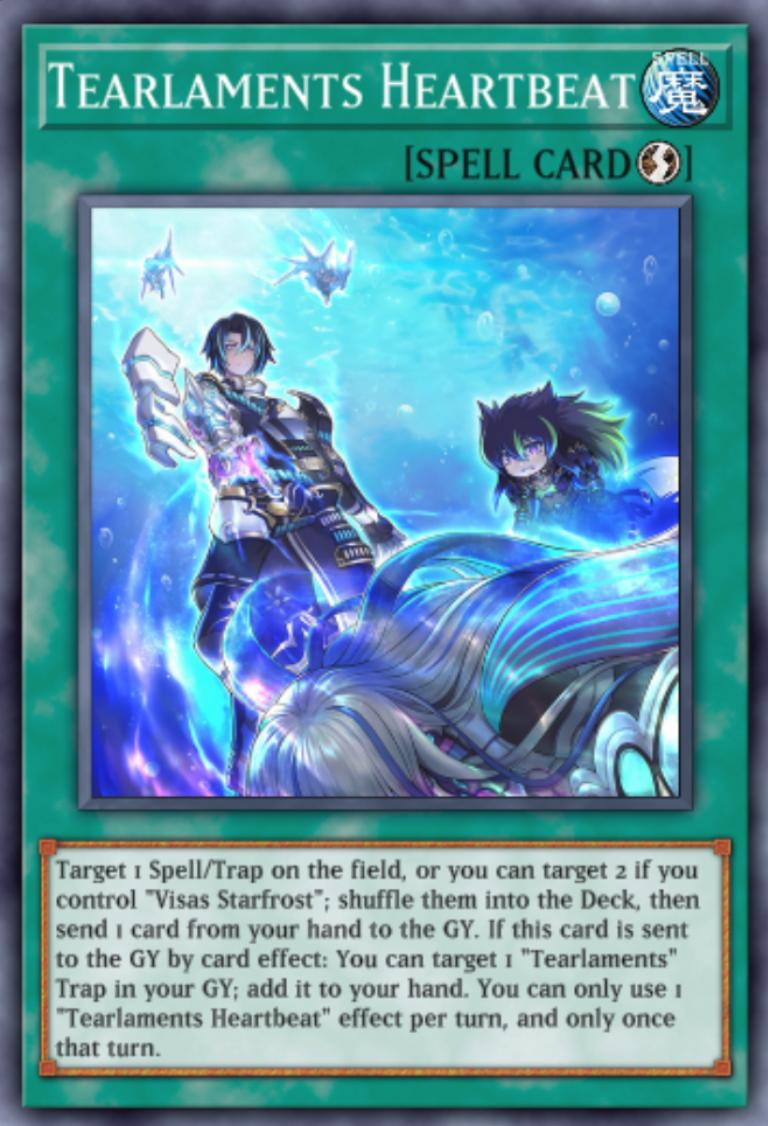 TEARLAMENTS HEARTBEAT
SPELL
魔
[SPELL CARD]
Target 1 Spell/Trap on the field, or you can target 2 if you
control "Visas Starfrost"; shuffle them into the Deck, then
send 1 card from your hand to the GY. If this card is sent
to the GY by card effect: You can target 1 "Tearlaments"
Trap in your GY; add it to your hand. You can only use 1
"Tearlaments Heartbeat" effect per turn, and only once
that turn.